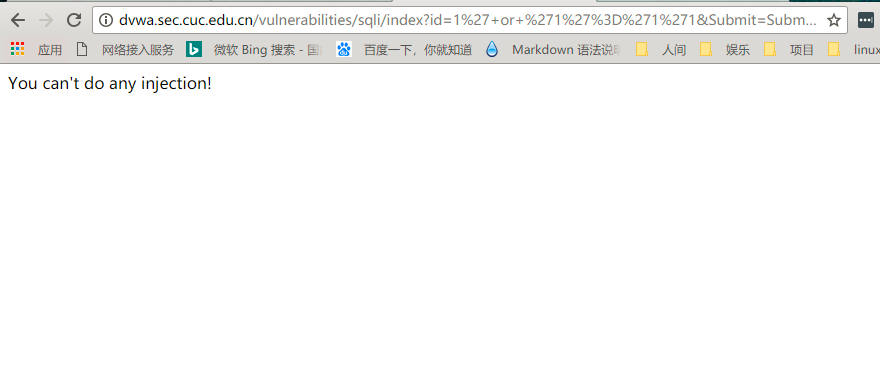 dvwa.sec.cuc.edu.cn/vulnerabilities/sqli/index?id=1%27+or+%271%27%3D%271%271&Submit=Subm...
应用 网络接入服务 微软 Bing 搜索 - 国 百度一下，你就知道 Markdown 语法说 人间 娱乐 项目 linux
You can't do any injection!